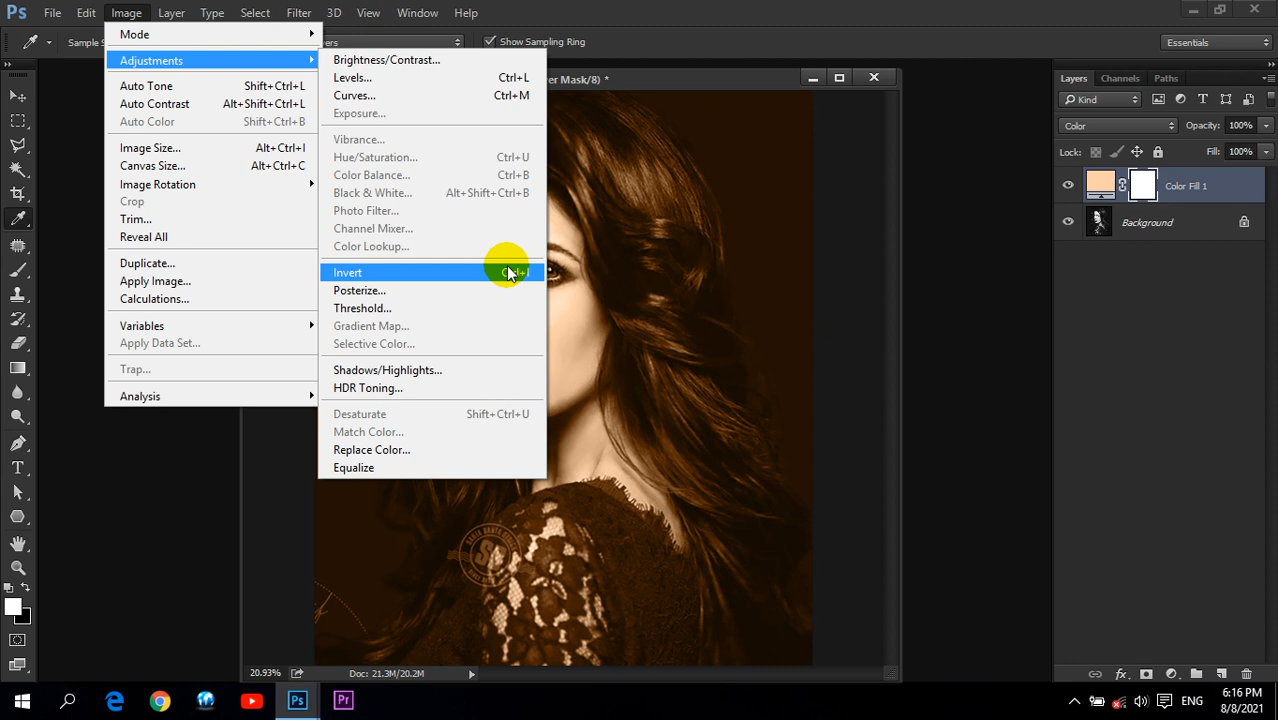 Ps File Edit Image Layer Type Select Filter 3D View Window Help
Show Sampling Ring
Essentials
Mode
Adjustments
Auto Tone Shift+Ctrl+L
Auto Contrast Alt+Shift+Ctrl+L
Auto Color Shift+Ctrl+B
Image Size... Alt+Ctrl+I
Canvas Size... Alt+Ctrl+C
Image Rotation
Crop
Trim...
Reveal All
Duplicate...
Apply Image...
Calculations...
Variables
Apply Data Set...
Trap...
Analysis
Brightness/Contrast...
Levels... Ctrl+L
Curves... Ctrl+M
Exposure...
Vibrance...
Hue/Saturation... Ctrl+U
Color Balance... Ctrl+B
Black & White... Alt+Shift+Ctrl+B
Photo Filter...
Channel Mixer...
Color Lookup...
Invert Ctrl+I
Posterize...
Threshold...
Gradient Map...
Selective Color...
Shadows/Highlights...
HDR Toning...
Desaturate Shift+Ctrl+U
Match Color...
Replace Color...
Equalize
Mask/8) *
Layers Channels Paths
Kind
Color Opacity: 100%
Lock: Fill: 100%
Color Fill 1
Background
20.93% Doc: 21.3M/20.2M
Ps Pr
ENG
6:16 PM
8/8/2021